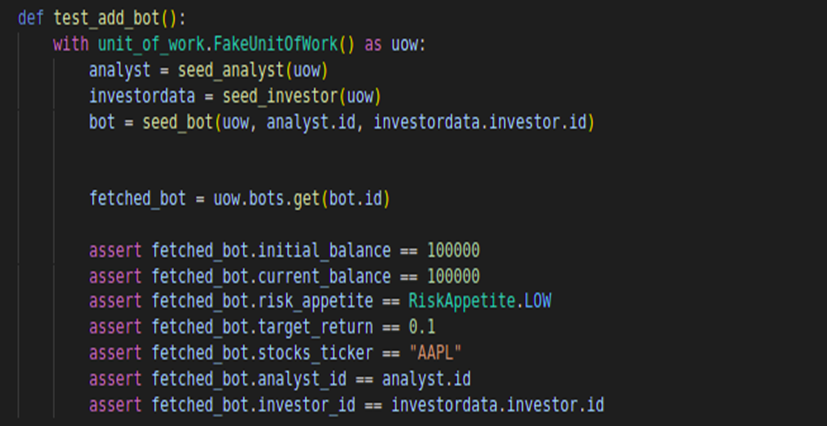 def test_add_bot():
with unit_of_work.FakeUnitOfWork() as uow:
analyst = seed_analyst(uow)
investordata = seed_investor(uow)
bot = seed_bot(uow, analyst.id, investordata.investor.id)
fetched_bot = uow.bots.get(bot.id)
assert fetched_bot.initial_balance == 100000
assert fetched_bot.current_balance == 100000
assert fetched_bot.risk_appetite == RiskAppetite.LOW
assert fetched_bot.target_return == 0.1
assert fetched_bot.stocks_ticker == "AAPL"
assert fetched_bot.analyst_id == analyst.id
assert fetched_bot.investor_id == investordata.investor.id